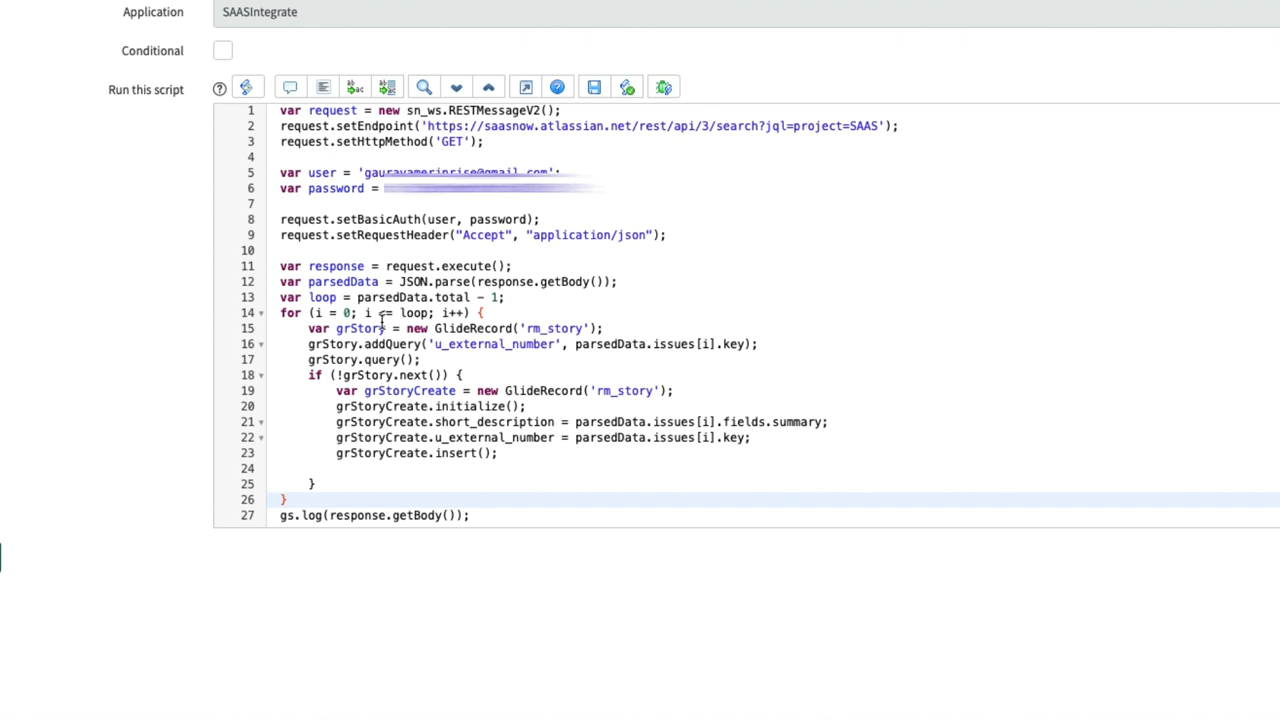 Application
SAASIntegrate
Conditional
Run this script
1 var request = new sn_ws.RESTMessageV2();
2 request.setEndpoint('https://saasnow.atlassian.net/rest/api/3/search?jql=project=SAAS');
3 request.setHttpMethod('GET');
4
5 var user =
6 var password =
7
8 request.setBasicAuth(user, password);
9 request.setRequestHeader("Accept", "application/json");
10
11 var response = request.execute();
12 var parsedData = JSON.parse(response.getBody());
13 var loop = parsedData.total - 1;
14 for (i = 0; i <= loop; i++) {
15 var grStory = new GlideRecord('rm_story');
16 grStory.addQuery('u_external_number', parsedData.issues[i].key);
17 grStory.query();
18 if (!grStory.next()) {
19 var grStoryCreate = new GlideRecord('rm_story');
20 grStoryCreate.initialize();
21 grStoryCreate.short_description = parsedData.issues[i].fields.summary;
22 grStoryCreate.u_external_number = parsedData.issues[i].key;
23 grStoryCreate.insert();
24
25 }
26 }
27 gs.log(response.getBody());